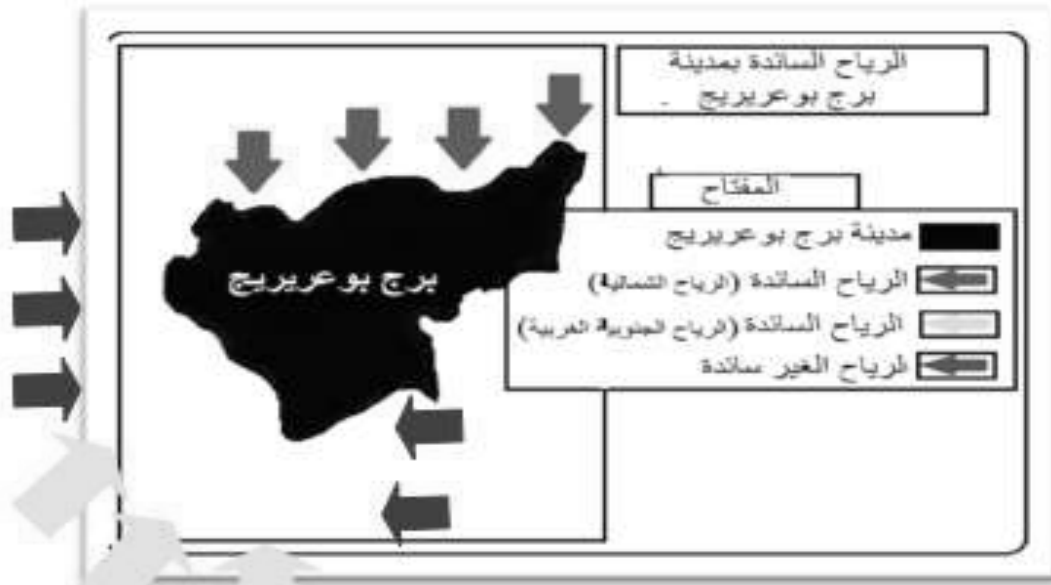 الرياح السائدة بمدينة
برج بوعريريج
المفتاح
مدينة برج بوعريريج
الرياح السائدة (الرياح الشمالية)
الرياح السائدة (الرياح الجنوبية الغربية)
الرياح الغير سائدة
برج بوعريريج